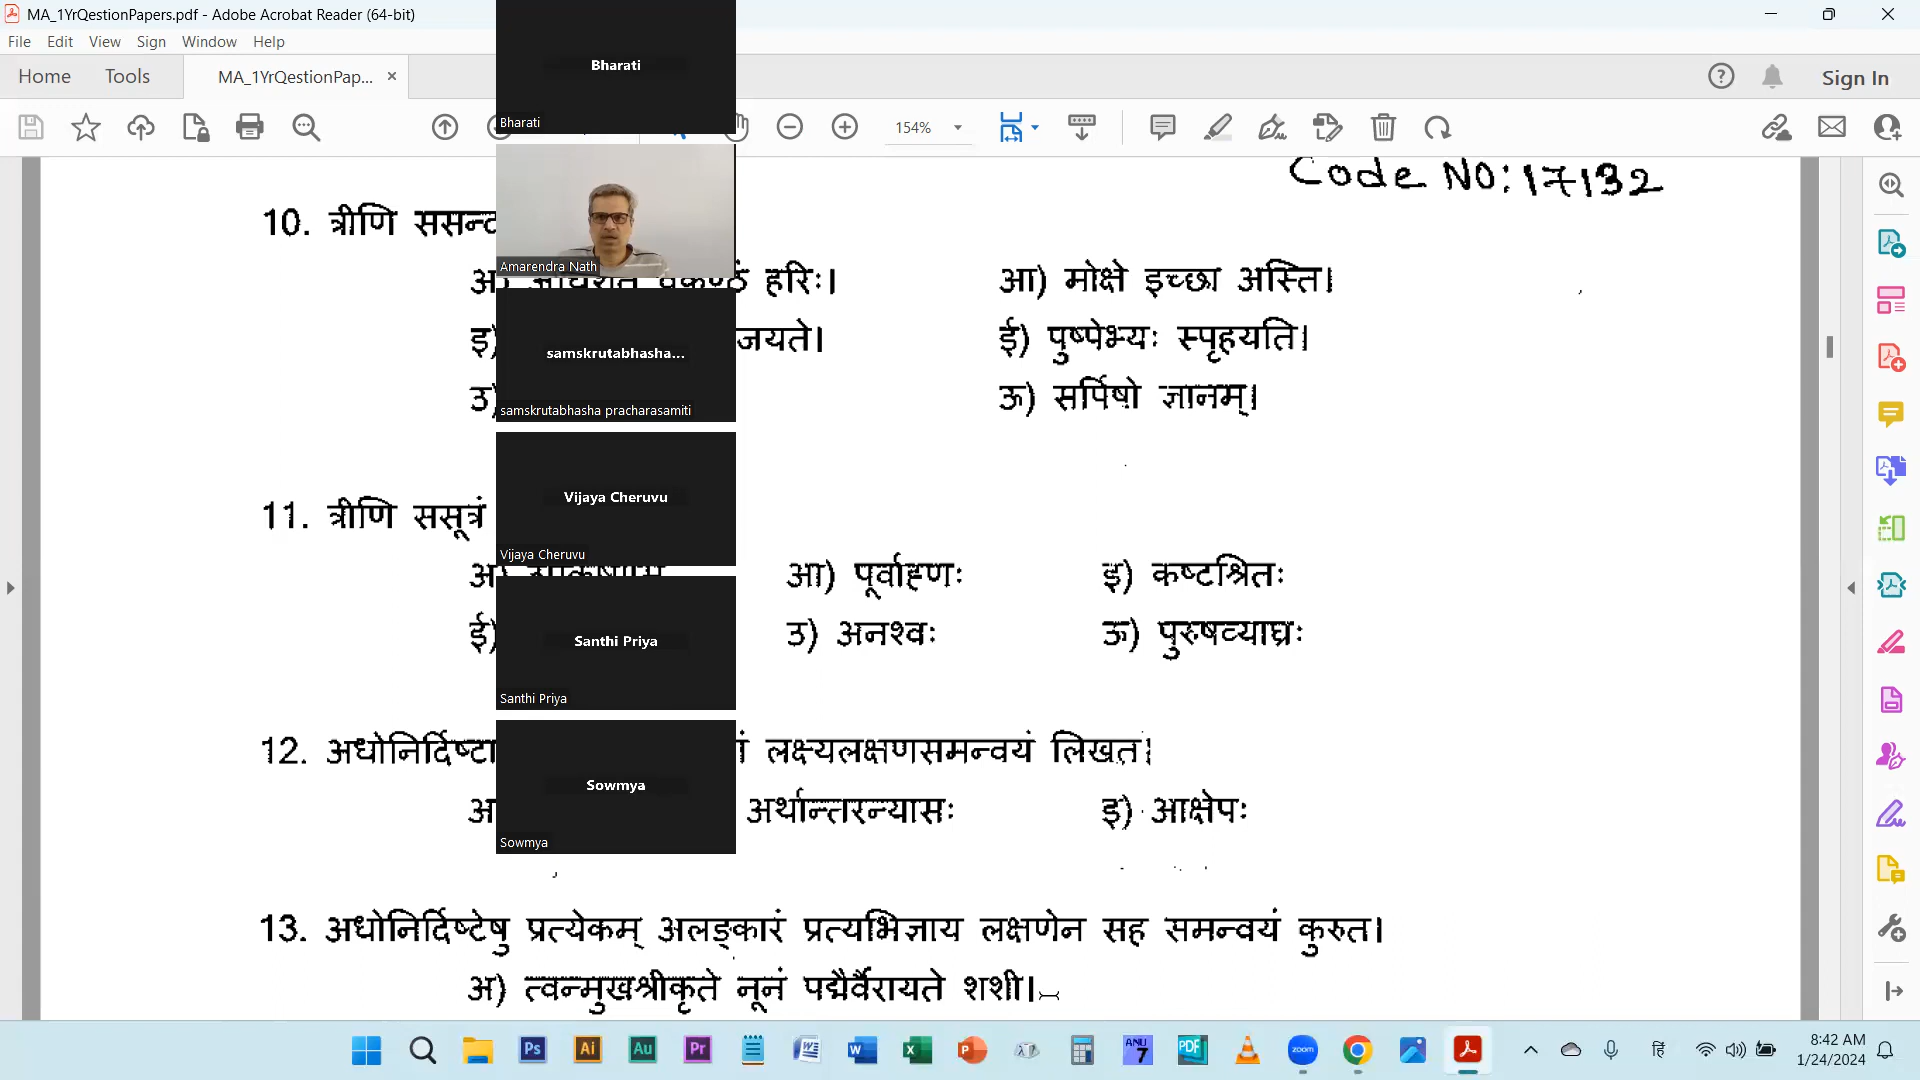 MA_1YrQestionPapers.pdf - Adobe Acrobat Reader (64-bit)
File Edit View Sign Window Help
Home Tools MA_1YrQestionPap... Sign In
154%
Bharati
Bharati
Amarendra Nath
samskrutabhasha...
samskrutabhasha pracharasamiti
Vijaya Cheruvu
Vijaya Cheruvu
Santhi Priya
Santhi Priya
Sowmya
Sowmya
Code NO: 17132
10. त्रीणि
हरिः। आ) मोक्षे इच्छा अस्ति।
इ) जयते। ई) पुष्पेभ्यः स्पृहयति।
उ) ऊ) सर्पिषो ज्ञानम्।
11. त्रीणि ससूत्रं
आ) पूर्वाह्णः इ) कष्टश्रितः
ई) उ) अनश्वः ऊ) पुरुषव्याघ्रः
12. लक्ष्यलक्षणसमन्वयं लिखत।
अर्थान्तरन्यासः इ) आक्षेपः
13. अधोनिर्दिष्टेषु प्रत्येकम् अलङ्कारं प्रत्यभिज्ञाय लक्षणेन सह समन्वयं कुरुत।
अ) त्वन्मुखश्रीकृते नूनं पद्मैर्वैरायते शशी।
8:42 AM
1/24/2024